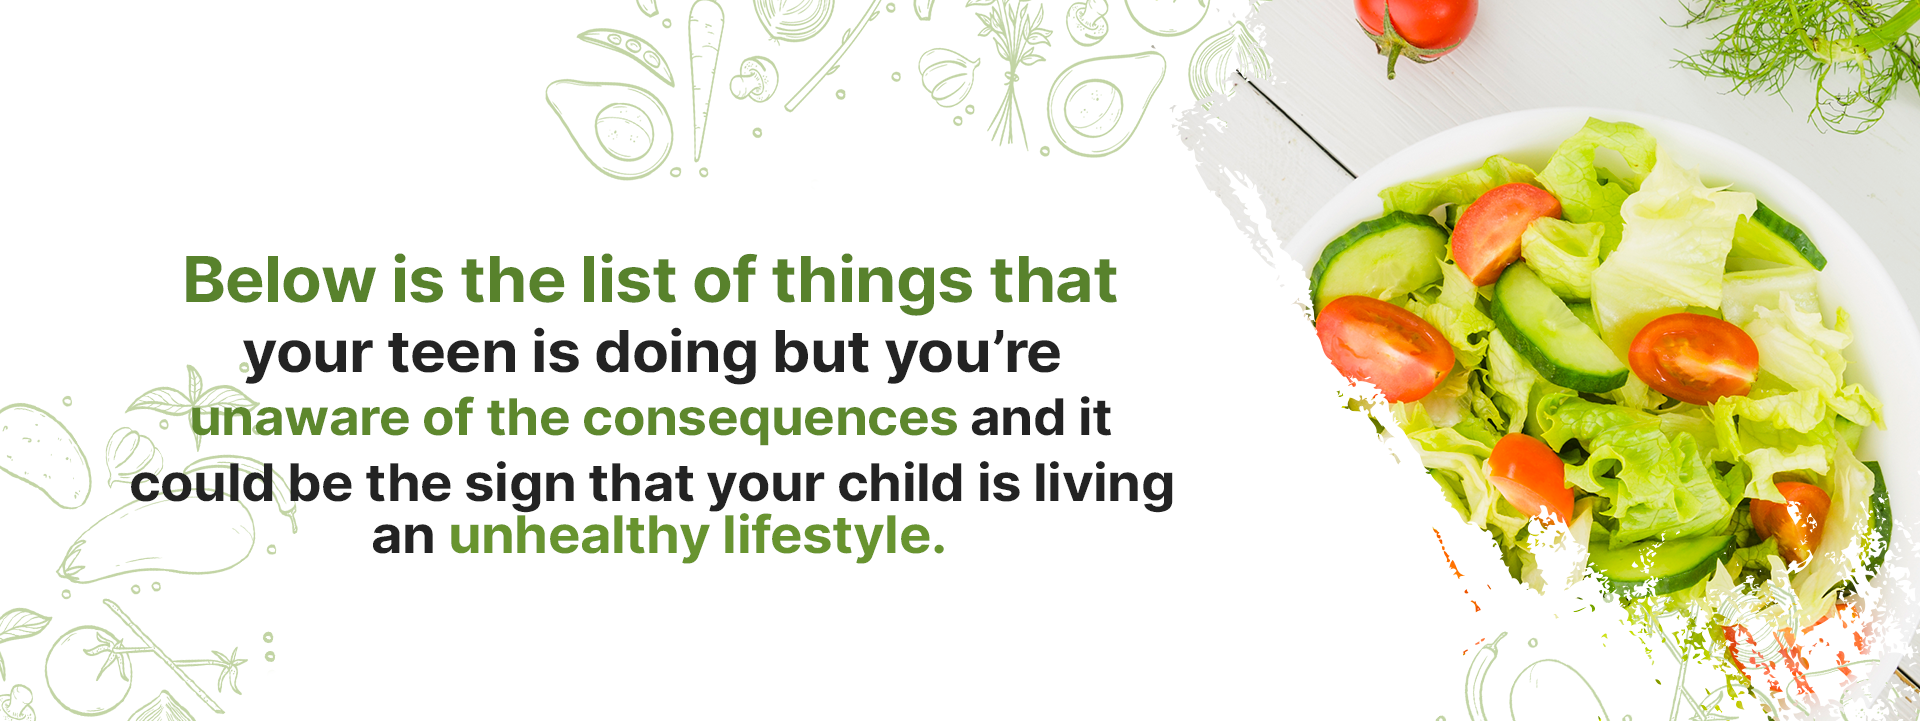 Below is the list of things that
your teen is doing but you’re
unaware of the consequences and it
could be the sign that your child is living
an unhealthy lifestyle.